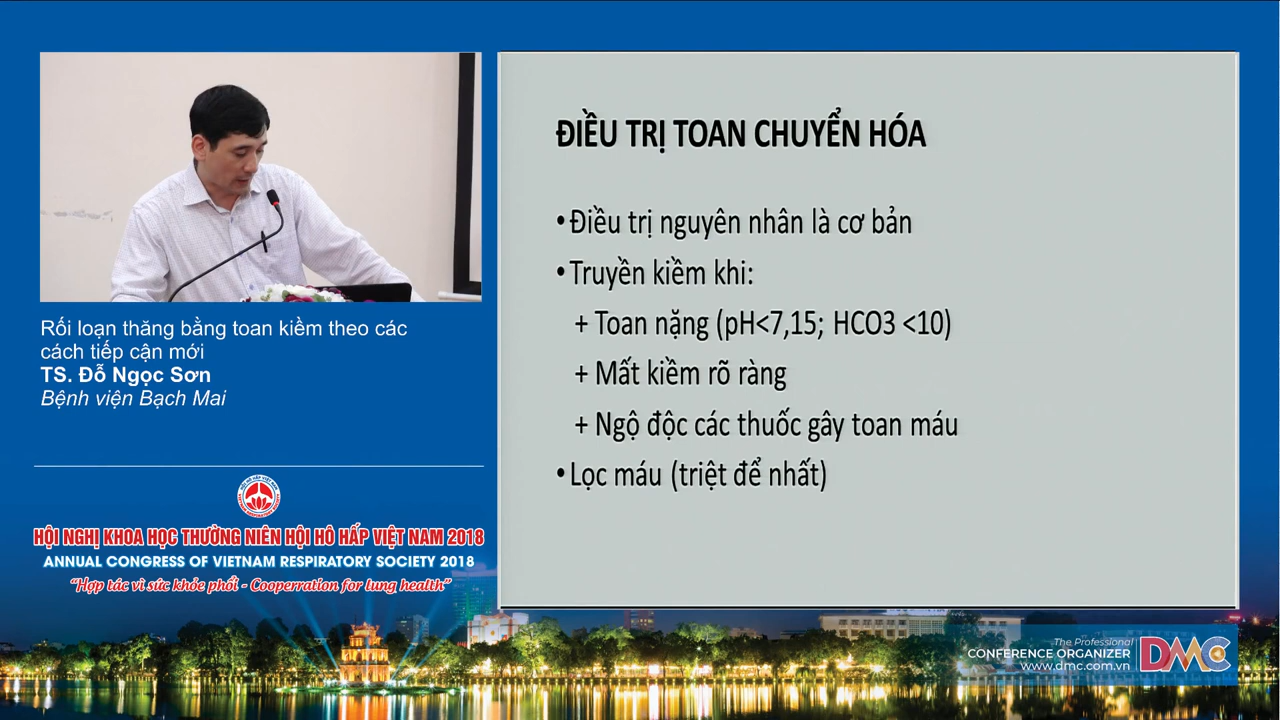 Rối loạn thăng bằng toan kiềm theo các
cách tiếp cận mới
TS. Đỗ Ngọc Sơn
Bệnh viện Bạch Mai
HỘI HÔ HẤP VIỆT NAM
HỘI NGHỊ KHOA HỌC THƯỜNG NIÊN HỘI HÔ HẤP VIỆT NAM 2018
ANNUAL CONGRESS OF VIETNAM RESPIRATORY SOCIETY 2018
"Hợp tác vì sức khỏe phổi - Cooperration for lung health"
ĐIỀU TRỊ TOAN CHUYỂN HÓA
•Điều trị nguyên nhân là cơ bản
•Truyền kiềm khi:
+ Toan nặng (pH<7,15; HCO3 <10)
+ Mất kiềm rõ ràng
+ Ngộ độc các thuốc gây toan máu
•Lọc máu (triệt để nhất)
The Professional
CONFERENCE ORGANIZER
www.dmc.com.vn
DMC